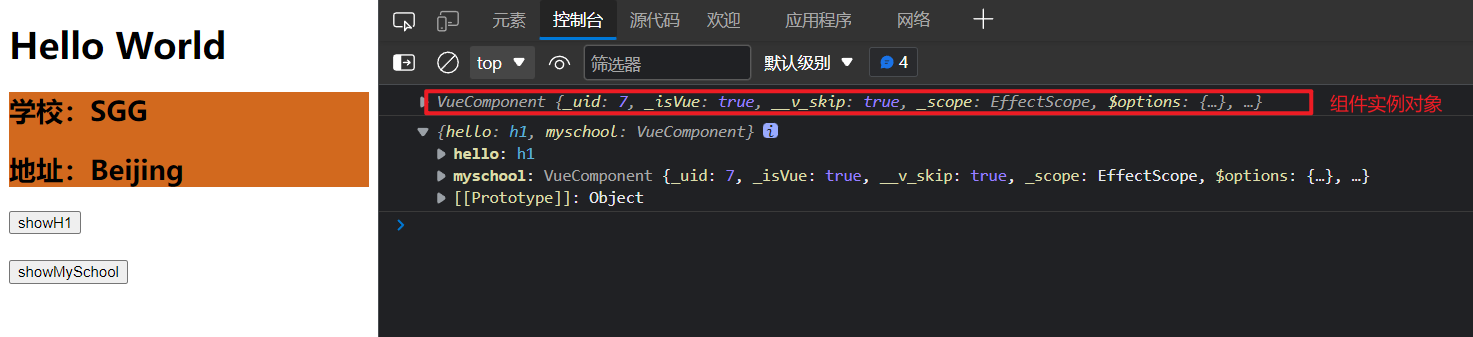 Hello World
学校：SGG
地址：Beijing
showH1
showMySchool
元素 控制台 源代码 欢迎 应用程序 网络
top 筛选器 默认级别 4
VueComponent {_uid: 7, _isVue: true, __v_skip: true, _scope: EffectScope, $options: {…}, …} 组件实例对象
{hello: h1, myschool: VueComponent} i
hello: h1
myschool: VueComponent {_uid: 7, _isVue: true, __v_skip: true, _scope: EffectScope, $options: {…}, …}
[[Prototype]]: Object